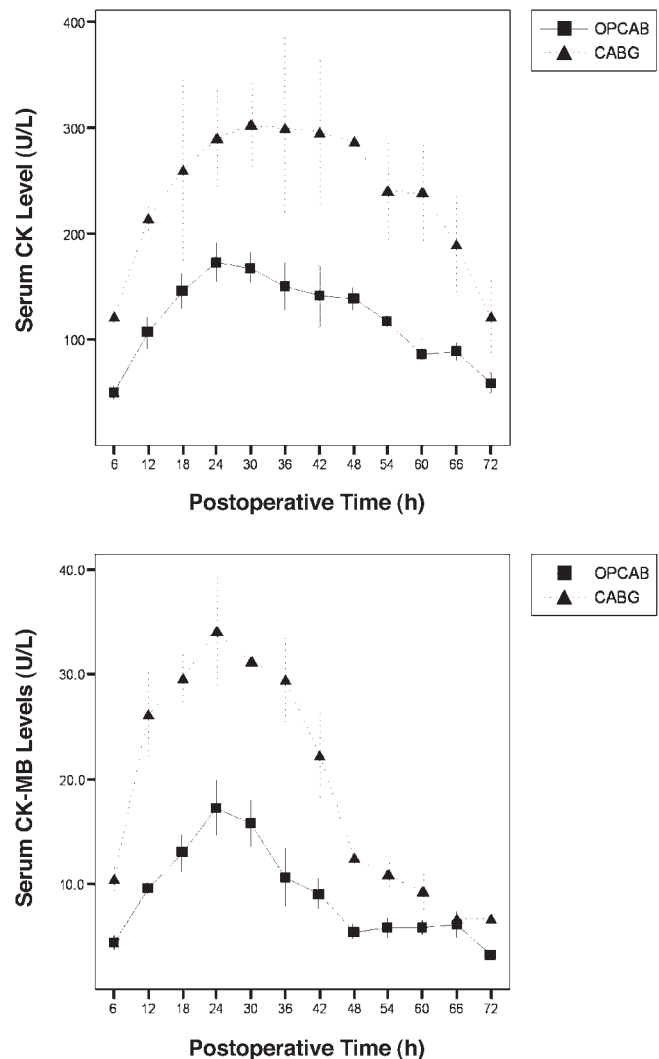 400
300
200
100
Serum CK Level (U/L)
OPCAB
CABG
6 12 18 24 30 36 42 48 54 60 66 72
Postoperative Time (h)
40.0
30.0
20.0
10.0
Serum CK-MB Levels (U/L)
OPCAB
CABG
6 12 18 24 30 36 42 48 54 60 66 72
Postoperative Time (h)